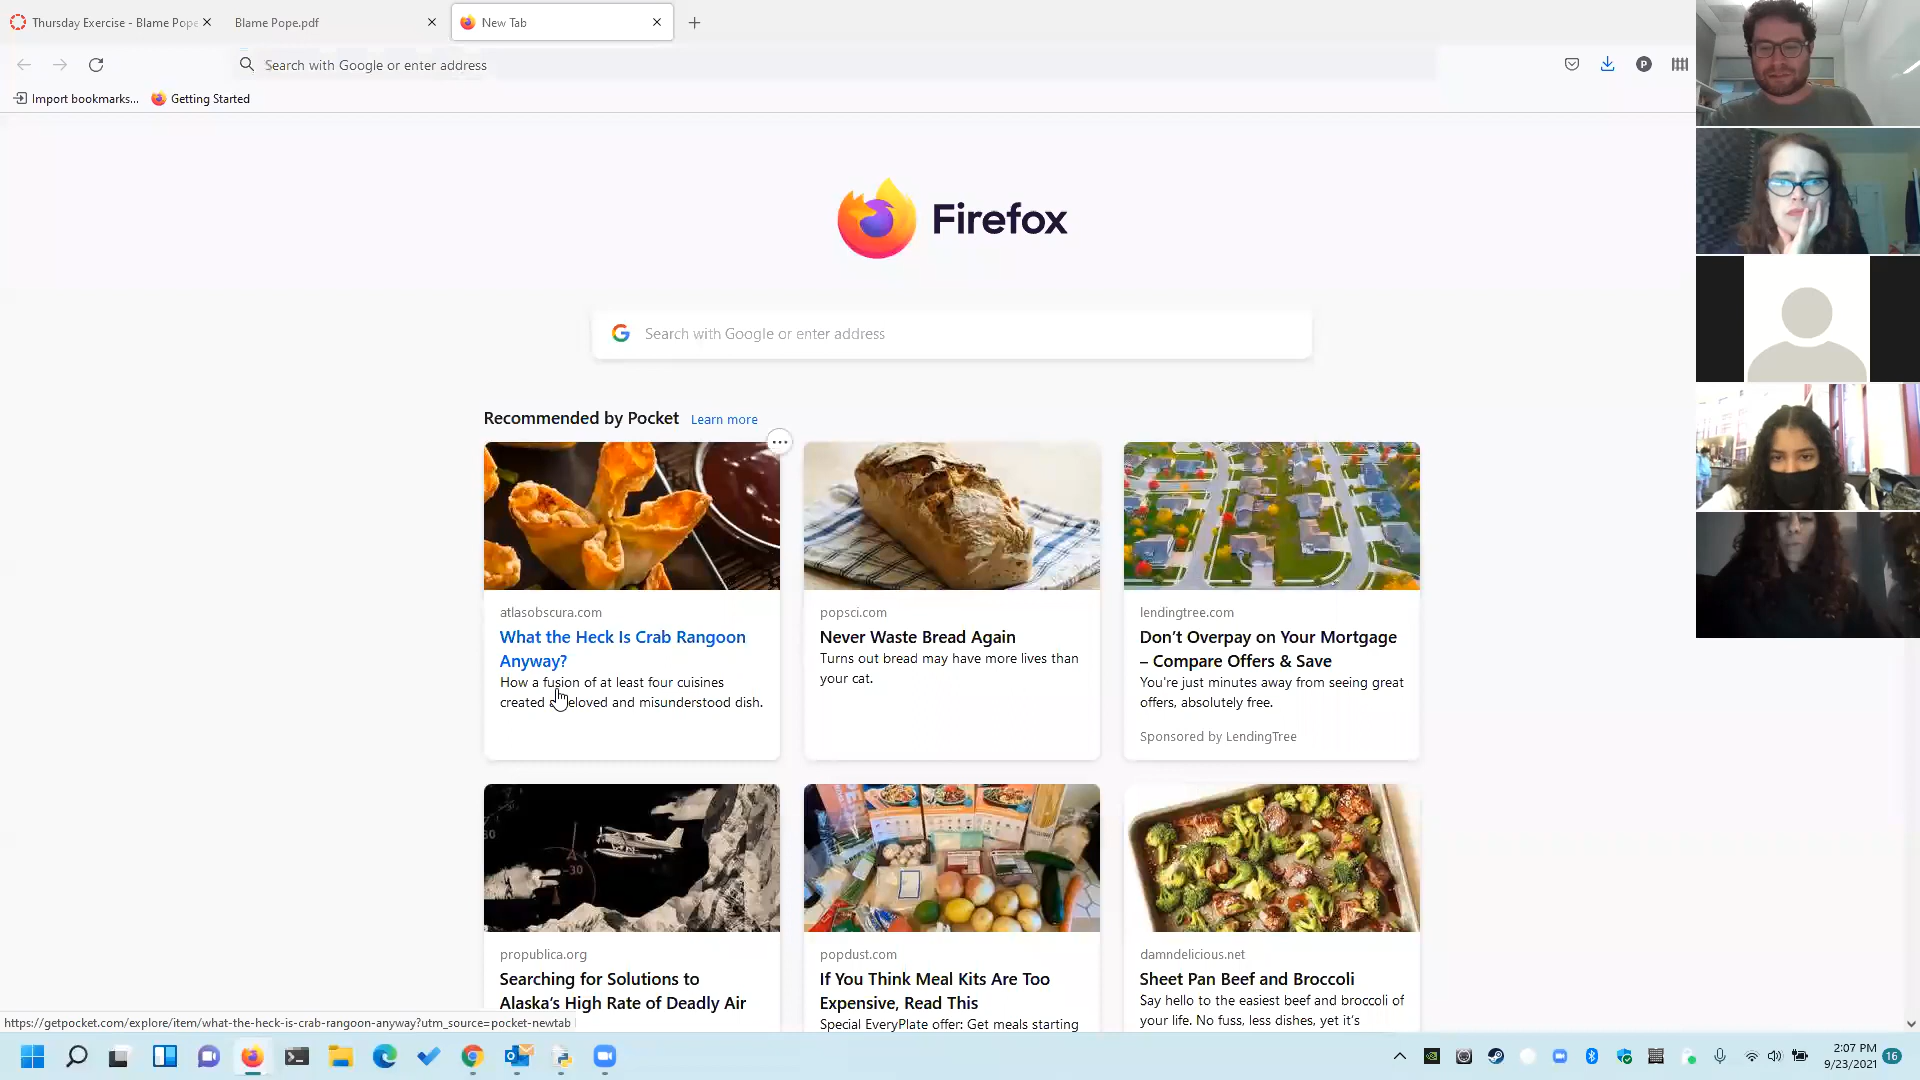 Thursday Exercise - Blame Pope
Blame Pope.pdf
New Tab
Search with Google or enter address
P
Import bookmarks...
Getting Started
Firefox
Search with Google or enter address
Recommended by Pocket Learn more
atlasobscura.com
What the Heck Is Crab Rangoon
Anyway?
How a fusion of at least four cuisines
created eloved and misunderstood dish.
popsci.com
Never Waste Bread Again
Turns out bread may have more lives than
your cat.
lendingtree.com
Don't Overpay on Your Mortgage
– Compare Offers & Save
You're just minutes away from seeing great
offers, absolutely free.
Sponsored by LendingTree
-30
propublica.org
Searching for Solutions to
Alaska's High Rate of Deadly Air
popdust.com
If You Think Meal Kits Are Too
Expensive, Read This
Special EveryPlate offer: Get meals starting
damndelicious.net
Sheet Pan Beef and Broccoli
Say hello to the easiest beef and broccoli of
your life. No fuss, less dishes, yet it's
https://getpocket.com/explore/item/what-the-heck-is-crab-rangoon-anyway?utm_source=pocket-newtab
2:07 PM
9/23/2021
16